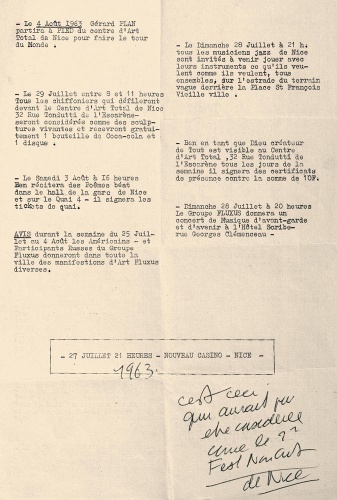 - Le 4 Août 1963 Gérard PLAN
partira à PIED du centre d'Art
Total de Nice pour faire le tour
du Monde .
- Le 29 Juillet entre 8 et 11 heures
Tous les chiffoniers qui défileront
devant le Centre d'Art Total de Nice
32 Rue Tondutti de l'Escarène-
seront considérés comme des sculp-
tures vivantes et recevront gratui-
tement 1 bouteille de Coca-cola et
1 disque .
- Le Samedi 3 Août à I6 heures
Ben récitera des Poèmes béat
dans le hall de la gare de Nice
et sur le Quai 4 - il signera les
tickets de quai.
AVIS durant la semaine du 25 Juil-
let au 4 Août les Américains - et
Participants Russes du Groupe
Fluxus donneront dans toute la
ville des manifestions d'Art Fluxus
diverses.
- Le Dimanche 28 Juillet à 21 h:
tous les musiciens jazz de Nice
sont invités à venir jouer avec
leurs instruments ce qu'ils veu-
lent comme ils veulent, tous
ensembles, sur l'estrade du terrain
vague derrière la Place St François
Vieille ville .
- Ben en tant que Dieu créateur
de Tout est visible au Centre
d'Art Total ,32 Rue Tondutti de
l'Escarène tous les jours de la
semaine il signera des certificats
de présence contre la somme de 10F.
- Dimanche 28 Juillet à 20 heures
Le Groupe FLUXUS donnera un
concert de Musique d'avant-garde
et d'avenir à l'Hôtel Scribe-
rue Georges Clémenceau -
- 27 JUILLET 21 HEURES - NOUVEAU CASINO - NICE -
1963.
c'est ceci
qui aurait pu
etre considéré
comme le
Fest
de Nice